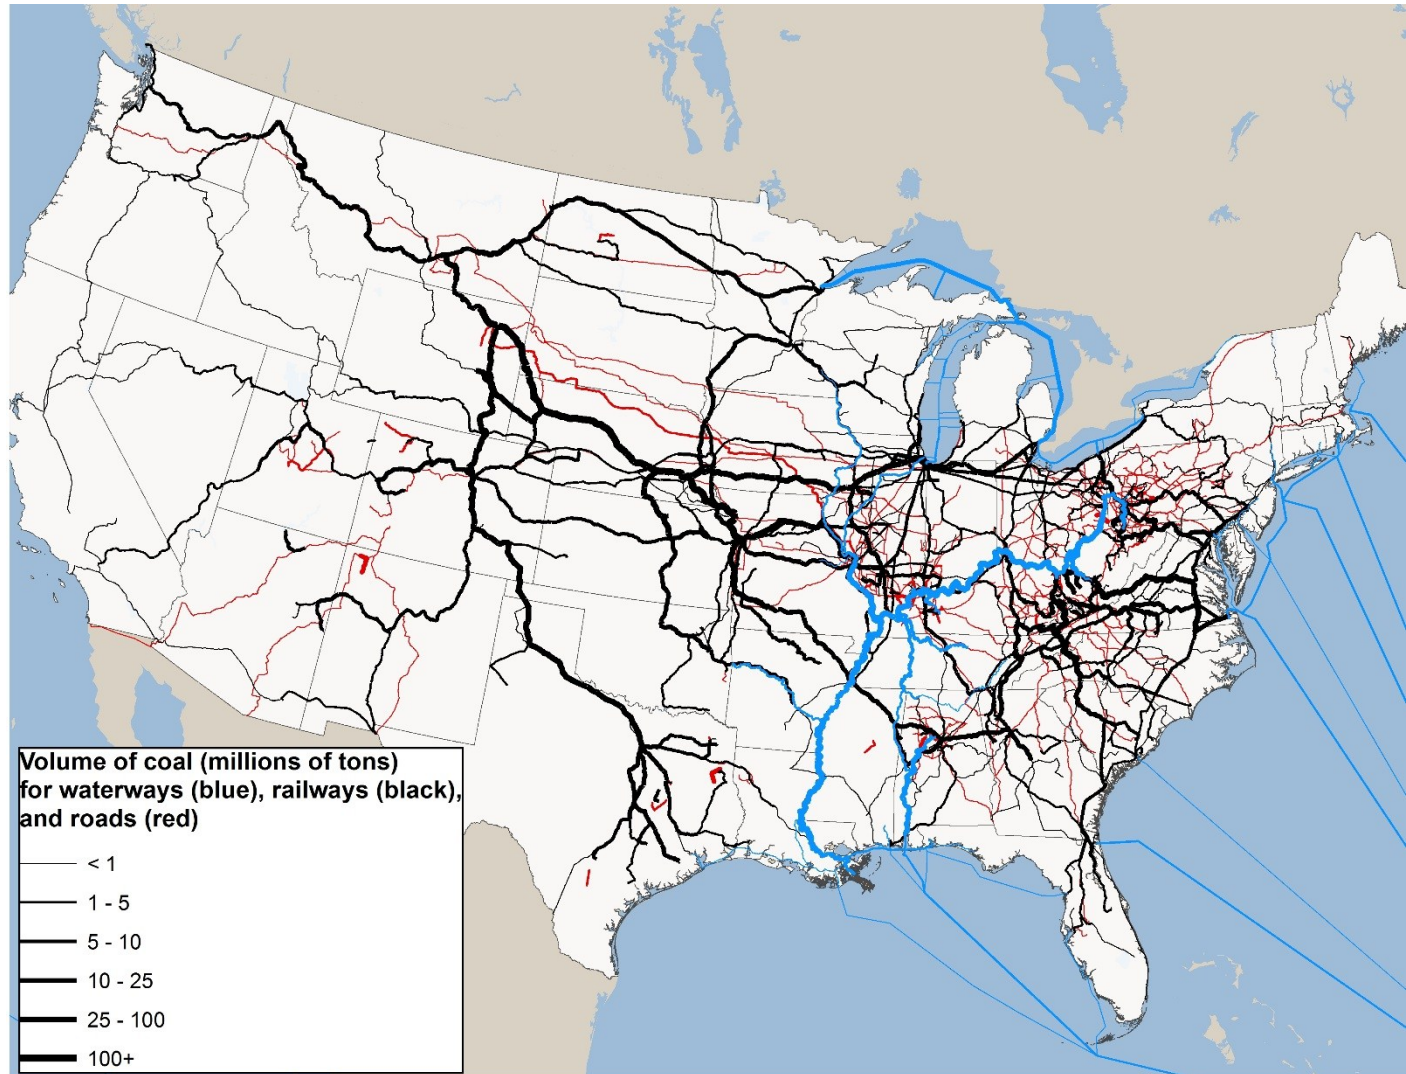 Volume of coal (millions of tons)
for waterways (blue), railways (black),
and roads (red)
< 1
1 - 5
5 - 10
10 - 25
25 - 100
100+